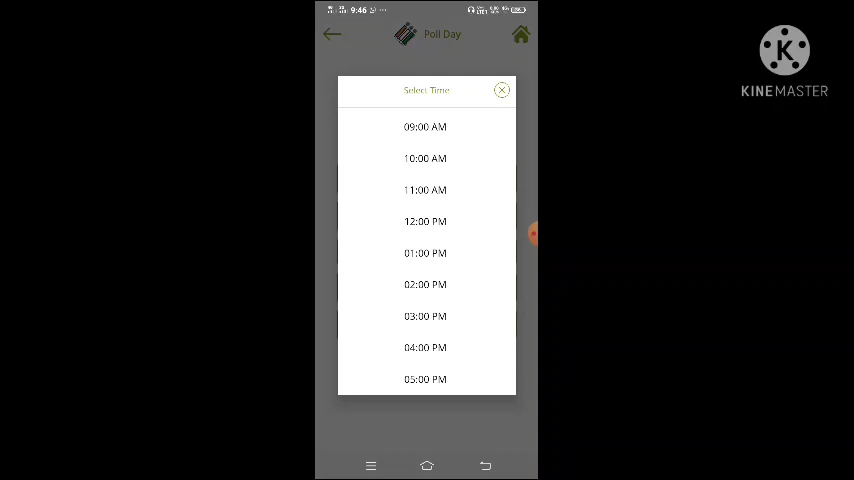 9:46
Poll Day
KINEMASTER
Select Time
09:00 AM
10:00 AM
11:00 AM
12:00 PM
01:00 PM
02:00 PM
03:00 PM
04:00 PM
05:00 PM